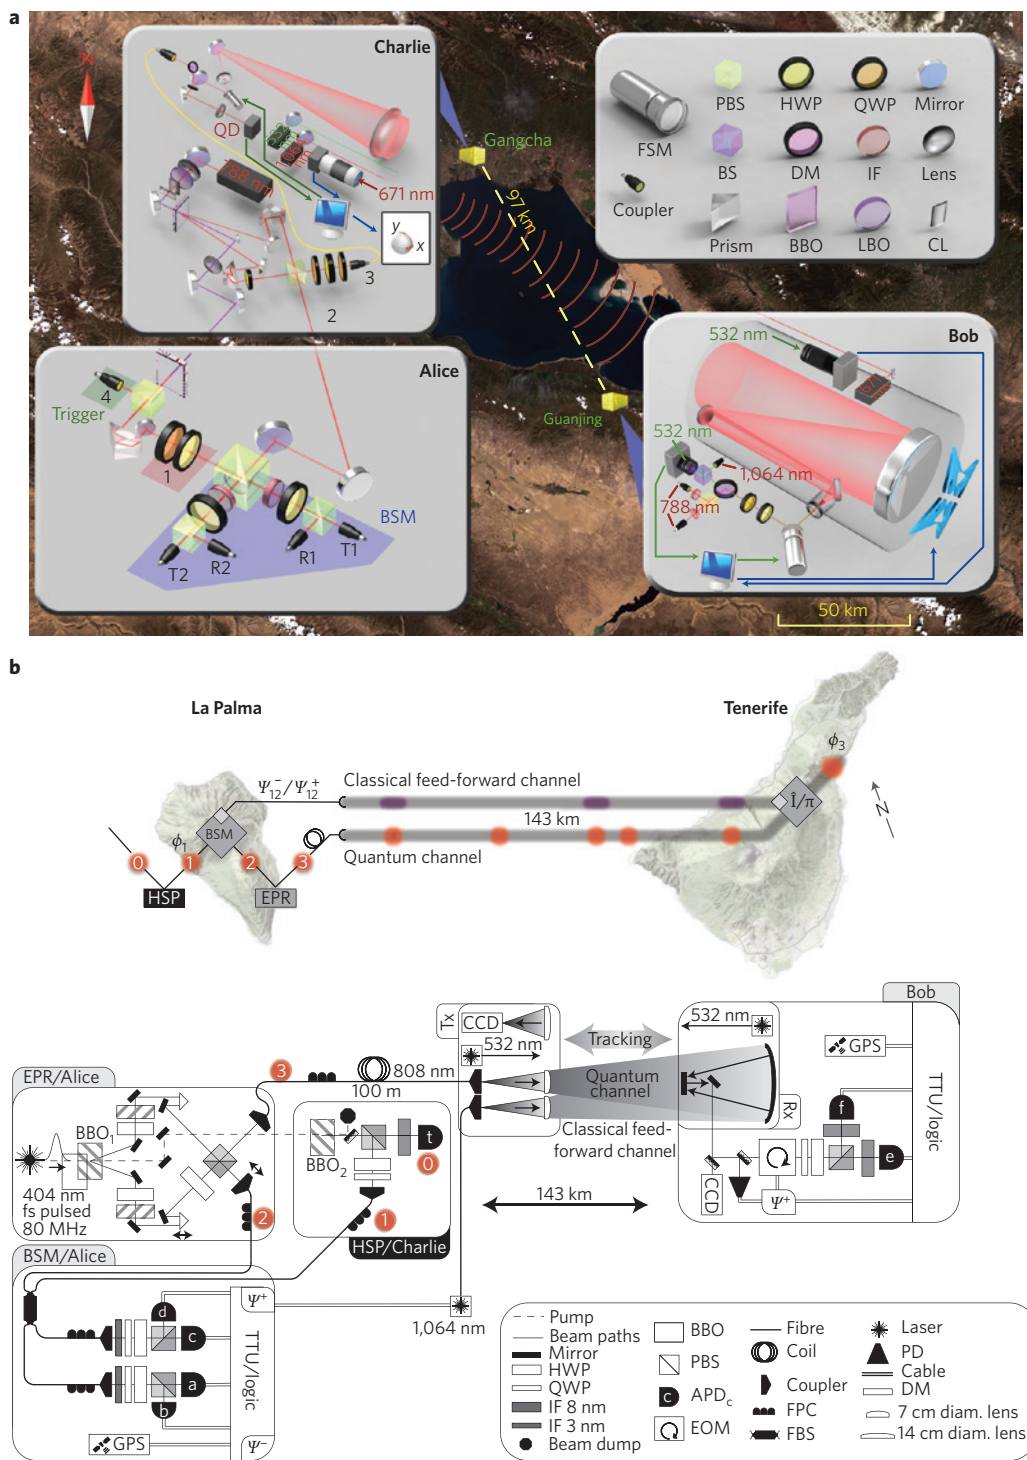 a
N
Charlie
QD
532 nm
788 nm
671 nm
y
x
3
2
Gangcha
97 km
Guanjing
FSM
PBS
HWP
QWP
Mirror
BS
DM
IF
Lens
Coupler
Prism
BBO
LBO
CL
Alice
4
Trigger
1
BSM
T2
R2
R1
T1
Bob
532 nm
671
532 nm
1,064 nm
788 nm
50 km
b
La Palma
Tenerife
ϕ3
Ψ12−/Ψ12+
Classical feed-forward channel
Î/π
N
143 km
BSM
ϕ1
0
1
2
3
Quantum channel
HSP
EPR
Bob
Tx
CCD
532 nm
532 nm
Tracking
GPS
EPR/Alice
3
808 nm
100 m
Quantum channel
Rx
TTU/logic
f
BBO1
BBO2
t
0
Classical feed-forward channel
e
404 nm
fs pulsed
80 MHz
2
1
HSP/Charlie
143 km
CCD
Ψ+
BSM/Alice
Ψ+
d
c
TTU/logic
a
b
GPS
Ψ−
1,064 nm
Pump
Beam paths
Mirror
HWP
QWP
IF 8 nm
IF 3 nm
Beam dump
BBO
PBS
c APDc
EOM
Fibre
Coil
Coupler
FPC
FBS
Laser
PD
Cable
DM
7 cm diam. lens
14 cm diam. lens